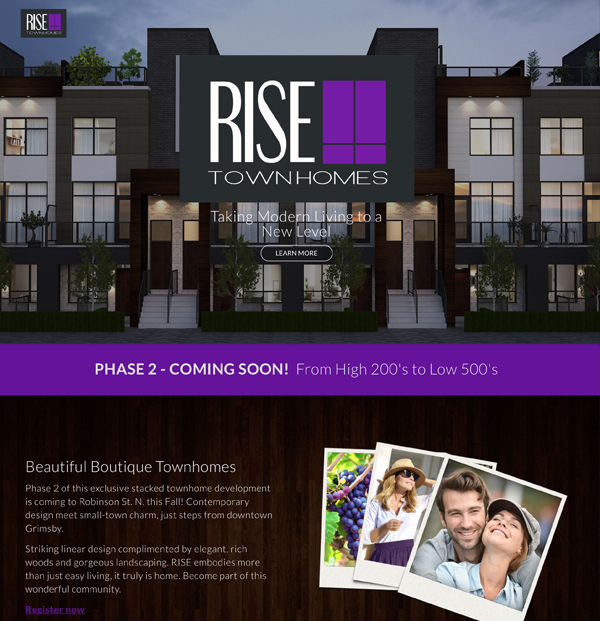 RISE
TOWNHOMES
RISE
TOWNHOMES
Taking Modern Living to a
New Level
LEARN MORE
PHASE 2 - COMING SOON! From High 200's to Low 500's
Beautiful Boutique Townhomes
Phase 2 of this exclusive stacked townhome development
is coming to Robinson St. N. this Fall! Contemporary
design meet small-town charm, just steps from downtown
Grimsby.
Striking linear design complimented by elegant, rich
woods and gorgeous landscaping. RISE embodies more
than just easy living, it truly is home. Become part of this
wonderful community.
Register now